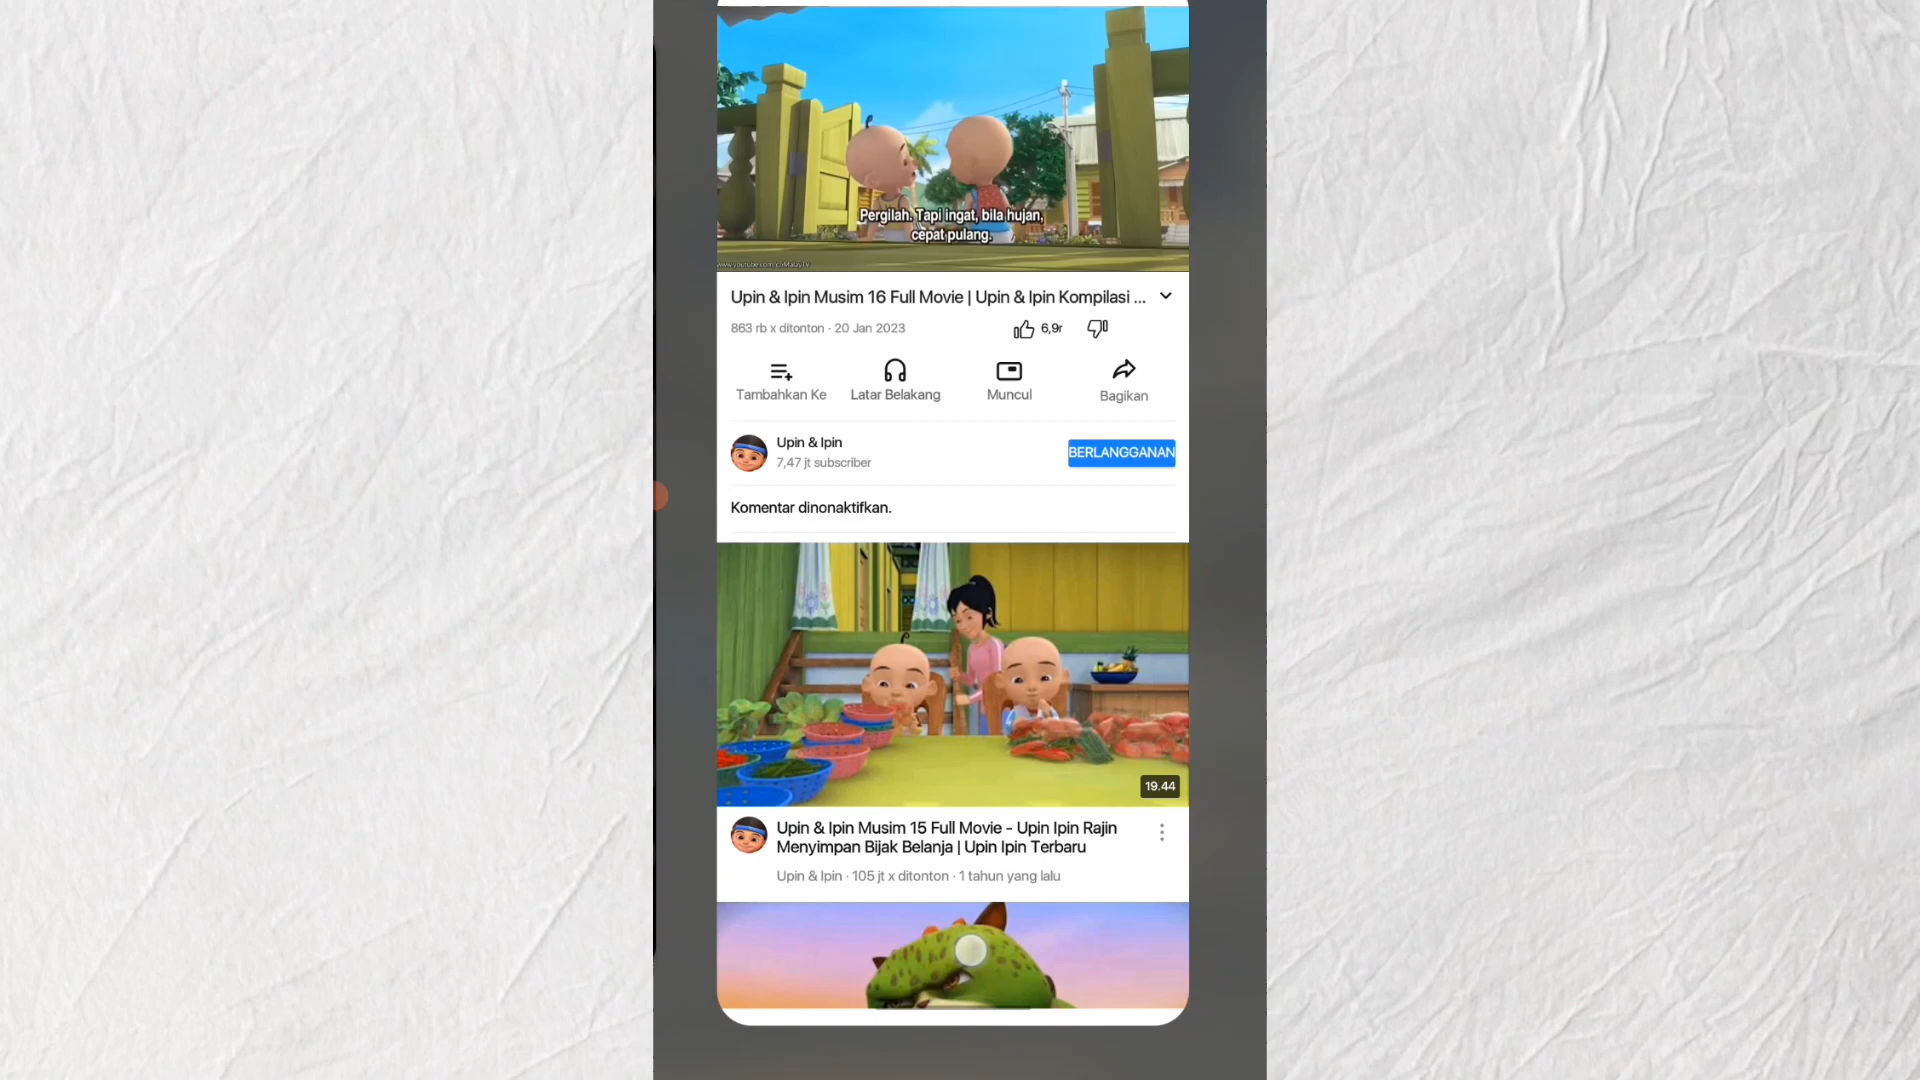 Pergilah. Tapi ingat, bila hujan,
cepat pulang.
Upin & Ipin Musim 16 Full Movie | Upin & Ipin Kompilasi ...
863 rb x ditonton · 20 Jan 2023
6,9r
Tambahkan Ke
Latar Belakang
Muncul
Bagikan
Upin & Ipin
7,47 jt subscriber
BERLANGGANAN
Komentar dinonaktifkan.
19.44
Upin & Ipin Musim 15 Full Movie - Upin Ipin Rajin
Menyimpan Bijak Belanja | Upin Ipin Terbaru
Upin & Ipin · 105 jt x ditonton · 1 tahun yang lalu